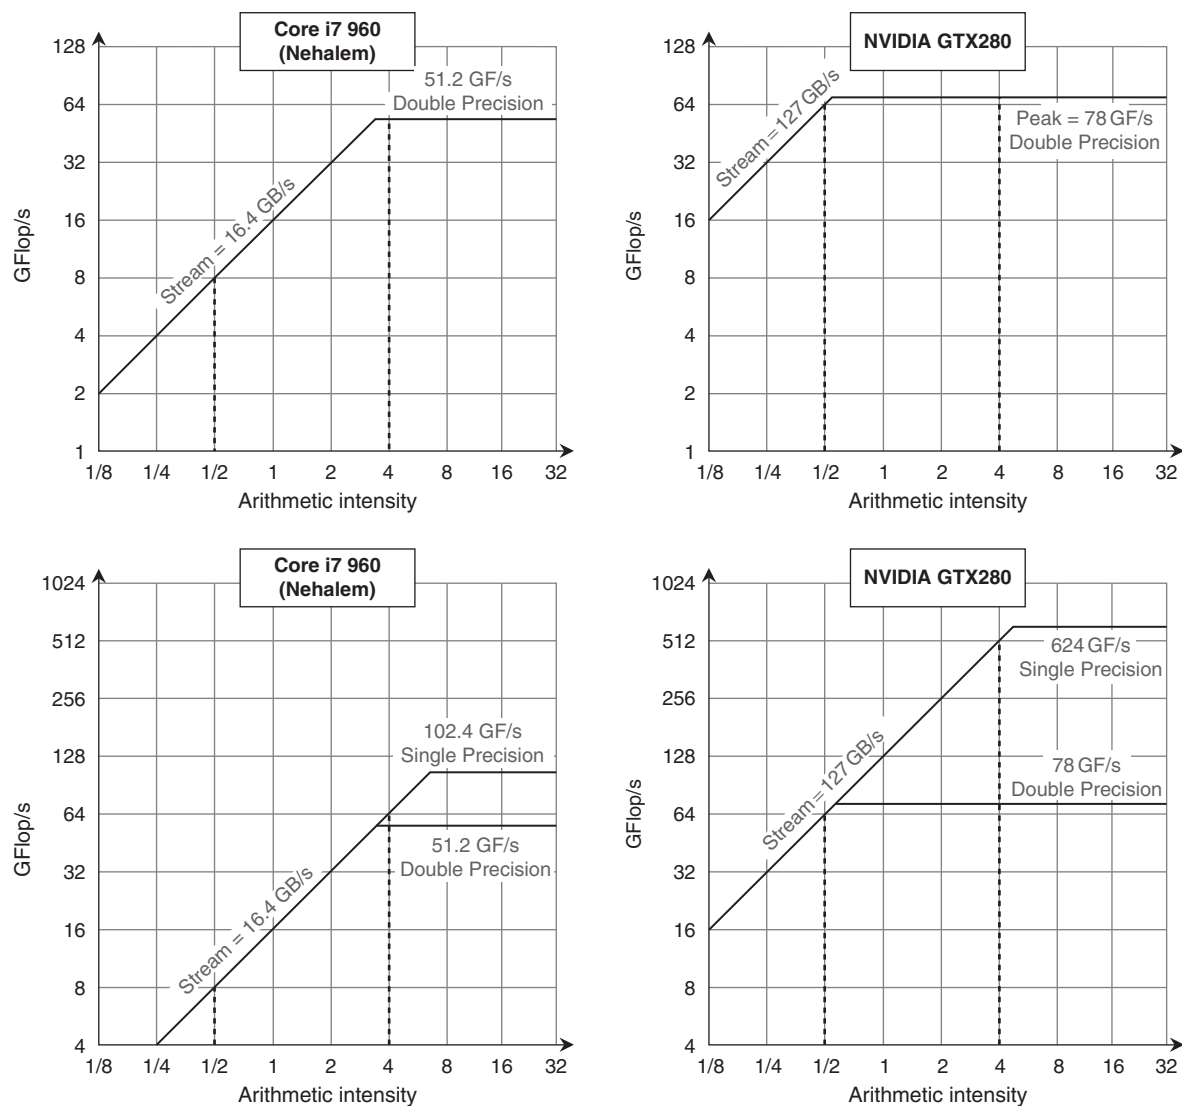 Core i7 960
(Nehalem)
128
64
32
16
8
4
2
1
GFlop/s
Stream = 16.4 GB/s
51.2 GF/s
Double Precision
1/8 1/4 1/2 1 2 4 8 16 32
Arithmetic intensity
NVIDIA GTX280
128
64
32
16
8
4
2
1
GFlop/s
Stream = 127 GB/s
Peak = 78 GF/s
Double Precision
1/8 1/4 1/2 1 2 4 8 16 32
Arithmetic intensity
Core i7 960
(Nehalem)
1024
512
256
128
64
32
16
8
4
GFlop/s
Stream = 16.4 GB/s
102.4 GF/s
Single Precision
51.2 GF/s
Double Precision
1/8 1/4 1/2 1 2 4 8 16 32
Arithmetic intensity
NVIDIA GTX280
1024
512
256
128
64
32
16
8
4
GFlop/s
Stream = 127 GB/s
624 GF/s
Single Precision
78 GF/s
Double Precision
1/8 1/4 1/2 1 2 4 8 16 32
Arithmetic intensity